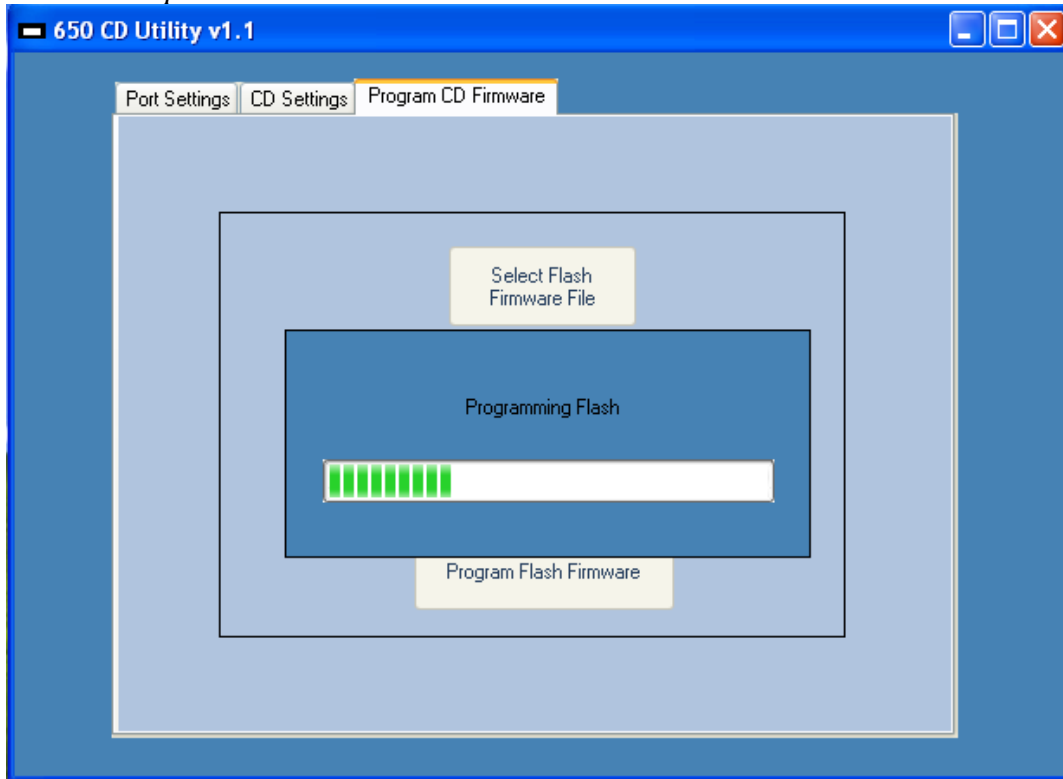 650 CD Utility v1.1
Port Settings CD Settings Program CD Firmware
Select Flash
Firmware File
Programming Flash
Program Flash Firmware